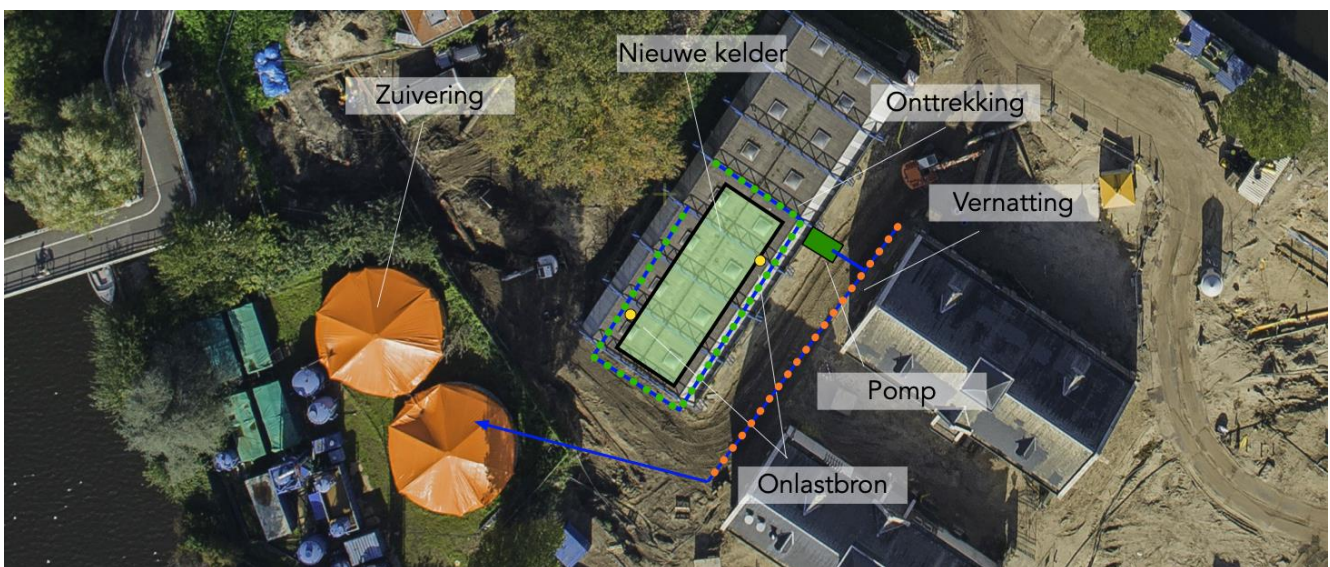 Nieuwe kelder
Zuivering
Onttrekking
Vernatting
Pomp
Onlastbron